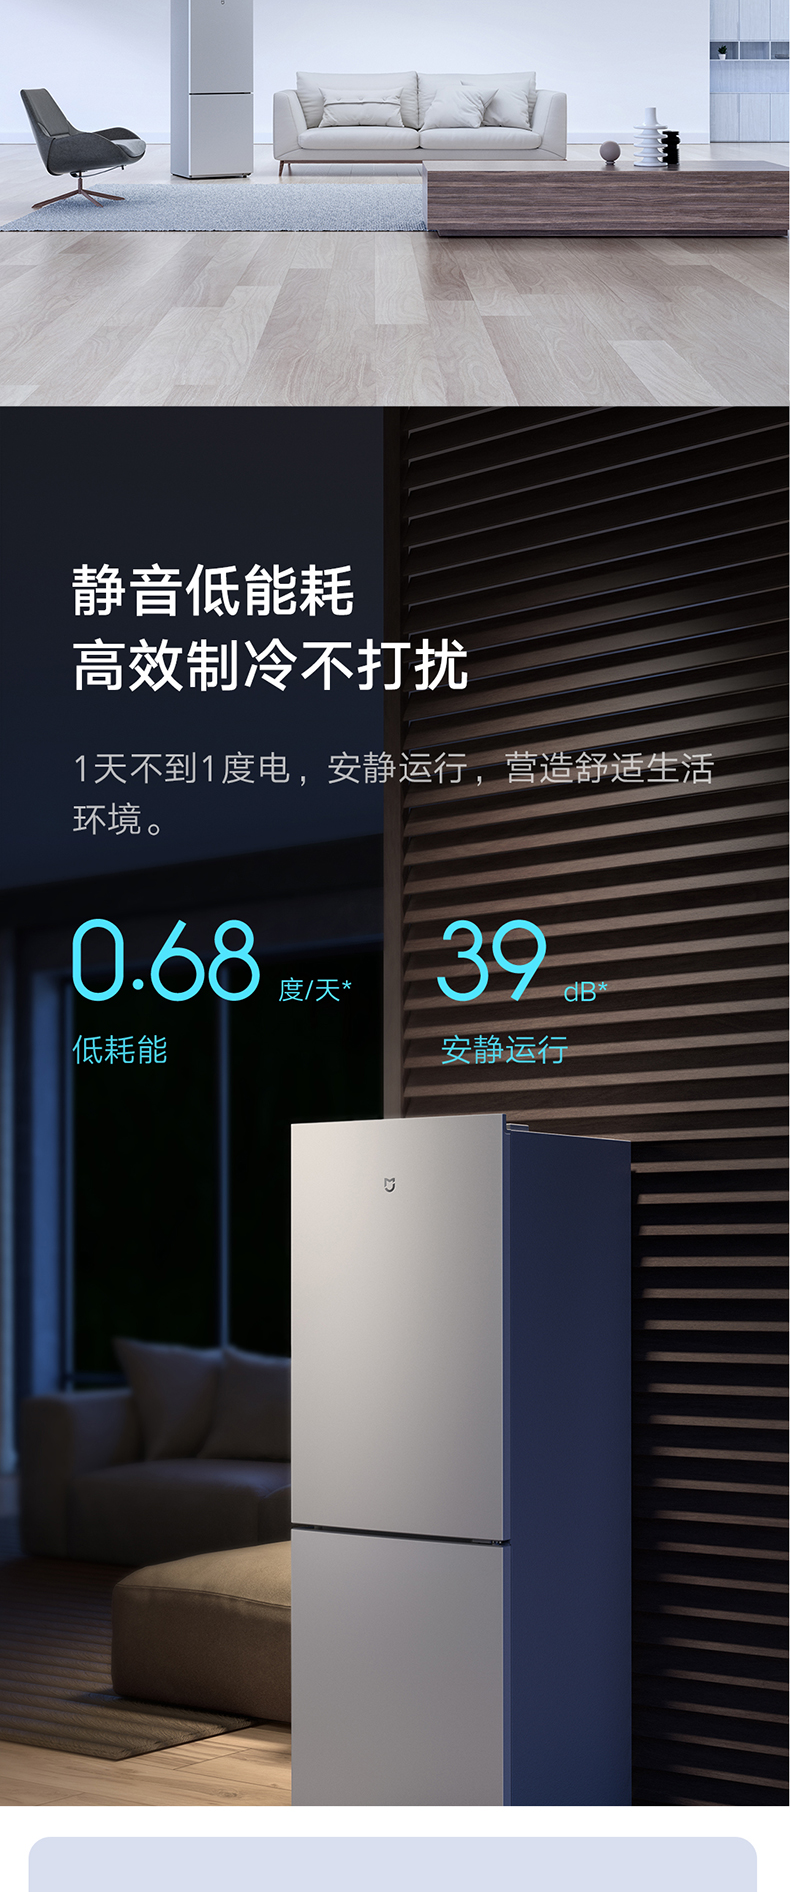 静音低能耗
高效制冷不打扰
1天不到1度电，安静运行，营造舒适生活
环境。
0.68 度/天* 39 dB*
低耗能 安静运行